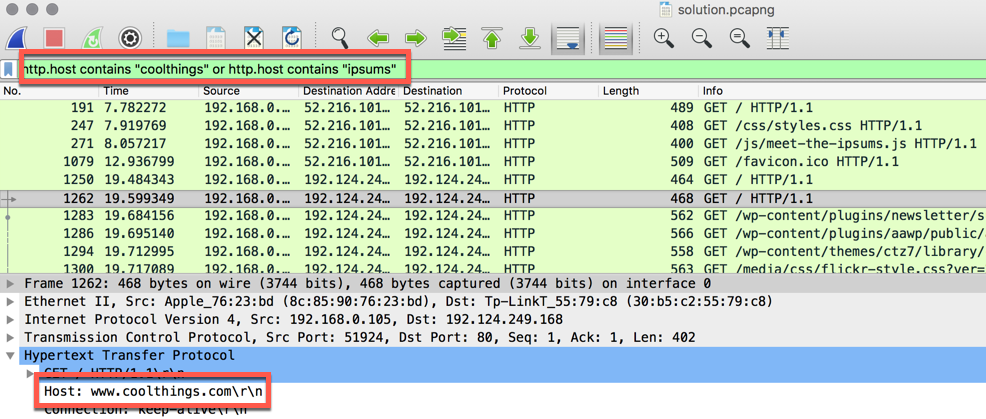 solution.pcapng
http.host contains "coolthings" or http.host contains "ipsums"
No. Time Source Destination Addre Destination Protocol Length Info
191 7.782272 192.168.0.… 52.216.101… 52.216.101… HTTP 489 GET / HTTP/1.1
247 7.919769 192.168.0.… 52.216.101… 52.216.101… HTTP 408 GET /css/styles.css HTTP/1.1
271 8.057217 192.168.0.… 52.216.101… 52.216.101… HTTP 400 GET /js/meet-the-ipsums.js HTTP/1.1
1079 12.936799 192.168.0.… 52.216.101… 52.216.101… HTTP 509 GET /favicon.ico HTTP/1.1
1250 19.484343 192.168.0.… 192.124.24… 192.124.24… HTTP 464 GET / HTTP/1.1
1262 19.599349 192.168.0.… 192.124.24… 192.124.24… HTTP 468 GET / HTTP/1.1
1283 19.684156 192.168.0.… 192.124.24… 192.124.24… HTTP 562 GET /wp-content/plugins/newsletter/s
1286 19.695140 192.168.0.… 192.124.24… 192.124.24… HTTP 566 GET /wp-content/plugins/aawp/public/
1294 19.712995 192.168.0.… 192.124.24… 192.124.24… HTTP 558 GET /wp-content/themes/ctz7/library/
1300 19.717089 192.168.0.… 192.124.24… 192.124.24… HTTP 563 GET /media/css/flickr-style.css?ver=
Frame 1262: 468 bytes on wire (3744 bits), 468 bytes captured (3744 bits) on interface 0
Ethernet II, Src: Apple_76:23:bd (8c:85:90:76:23:bd), Dst: Tp-LinkT_55:79:c8 (30:b5:c2:55:79:c8)
Internet Protocol Version 4, Src: 192.168.0.105, Dst: 192.124.249.168
Transmission Control Protocol, Src Port: 51924, Dst Port: 80, Seq: 1, Ack: 1, Len: 402
Hypertext Transfer Protocol
GET / HTTP/1.1\r\n
Host: www.coolthings.com\r\n
Connection: keep-alive\r\n